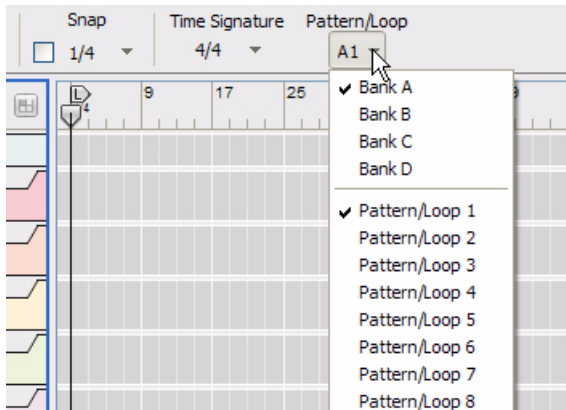 Snap Time Signature Pattern/Loop
1/4 4/4 A1
L 9 17 25 9
4
Bank A
Bank B
Bank C
Bank D
Pattern/Loop 1
Pattern/Loop 2
Pattern/Loop 3
Pattern/Loop 4
Pattern/Loop 5
Pattern/Loop 6
Pattern/Loop 7
Pattern/Loop 8